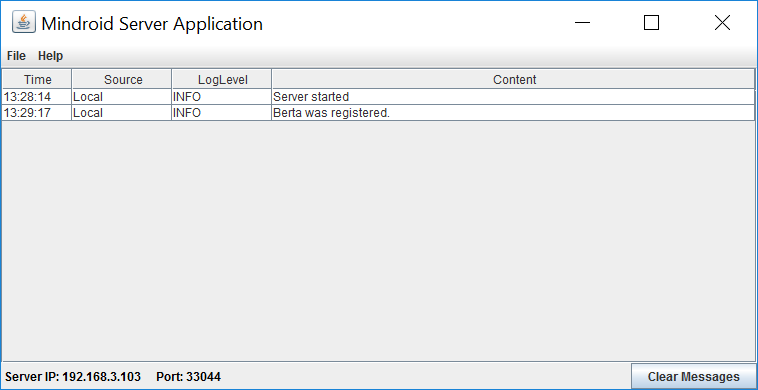 Mindroid Server Application
File Help
Time Source LogLevel Content
13:28:14 Local INFO Server started
13:29:17 Local INFO Berta was registered.
Server IP: 192.168.3.103 Port: 33044 Clear Messages